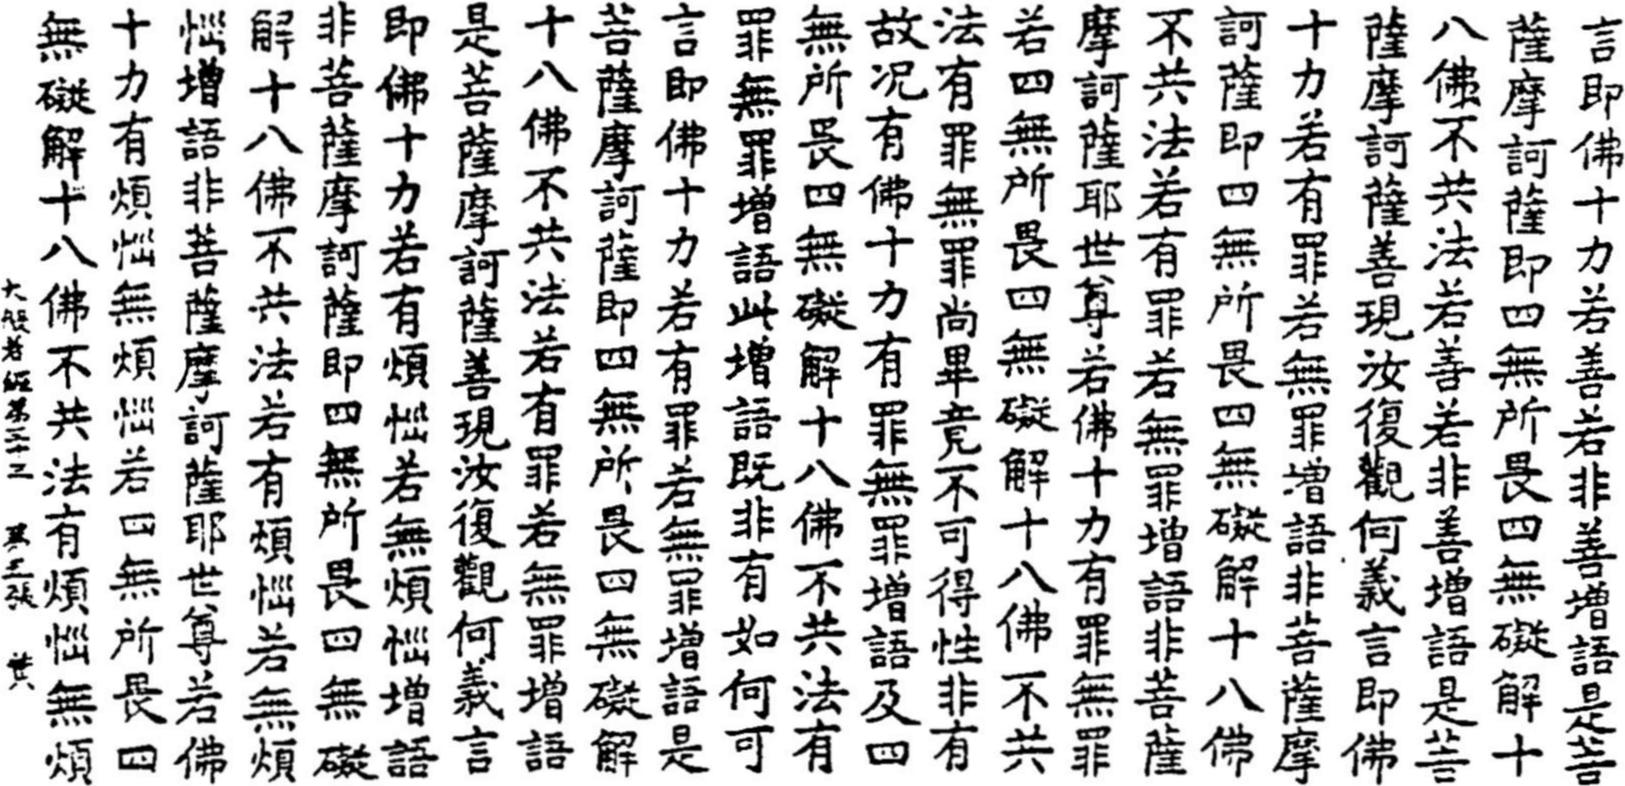 言即佛十力若善若非善增語是菩
薩摩訶薩即四無所畏四無礙解十
八佛不共法若善若非善增語是菩
薩摩訶薩善現汝復觀何義言即佛
十力若有罪若無罪增語非菩薩摩
訶薩即四無所畏四無礙解十八佛
不共法若有罪若無罪增語非菩薩
摩訶薩耶世尊若佛十力有罪無罪
若四無所畏四無礙解十八佛不共
法有罪無罪尚畢竟不可得性非有
故況有佛十力有罪無罪增語及四
無所畏四無礙解十八佛不共法有
罪無罪增語此增語既非有如何可
言即佛十力若有罪若無罪增語是
菩薩摩訶薩即四無所畏四無礙解
十八佛不共法若有罪若無罪增語
是菩薩摩訶薩善現汝復觀何義言
即佛十力若有煩惱若無煩惱增語
非菩薩摩訶薩即四無所畏四無礙
解十八佛不共法若有煩惱若無煩
惱增語非菩薩摩訶薩耶世尊若佛
十力有煩惱無煩惱若四無所畏四
無礙解十八佛不共法有煩惱無煩
大般若經第三十三